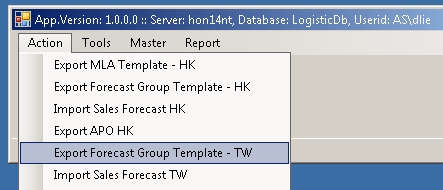 App.Version: 1.0.0.0 :: Server: hon14nt, Database: LogisticDb, Userid: AS\dlie
Action Tools Master Report
Export MLA Template - HK
Export Forecast Group Template - HK
Import Sales Forecast HK
Export APO HK
Export Forecast Group Template - TW
Import Sales Forecast TW